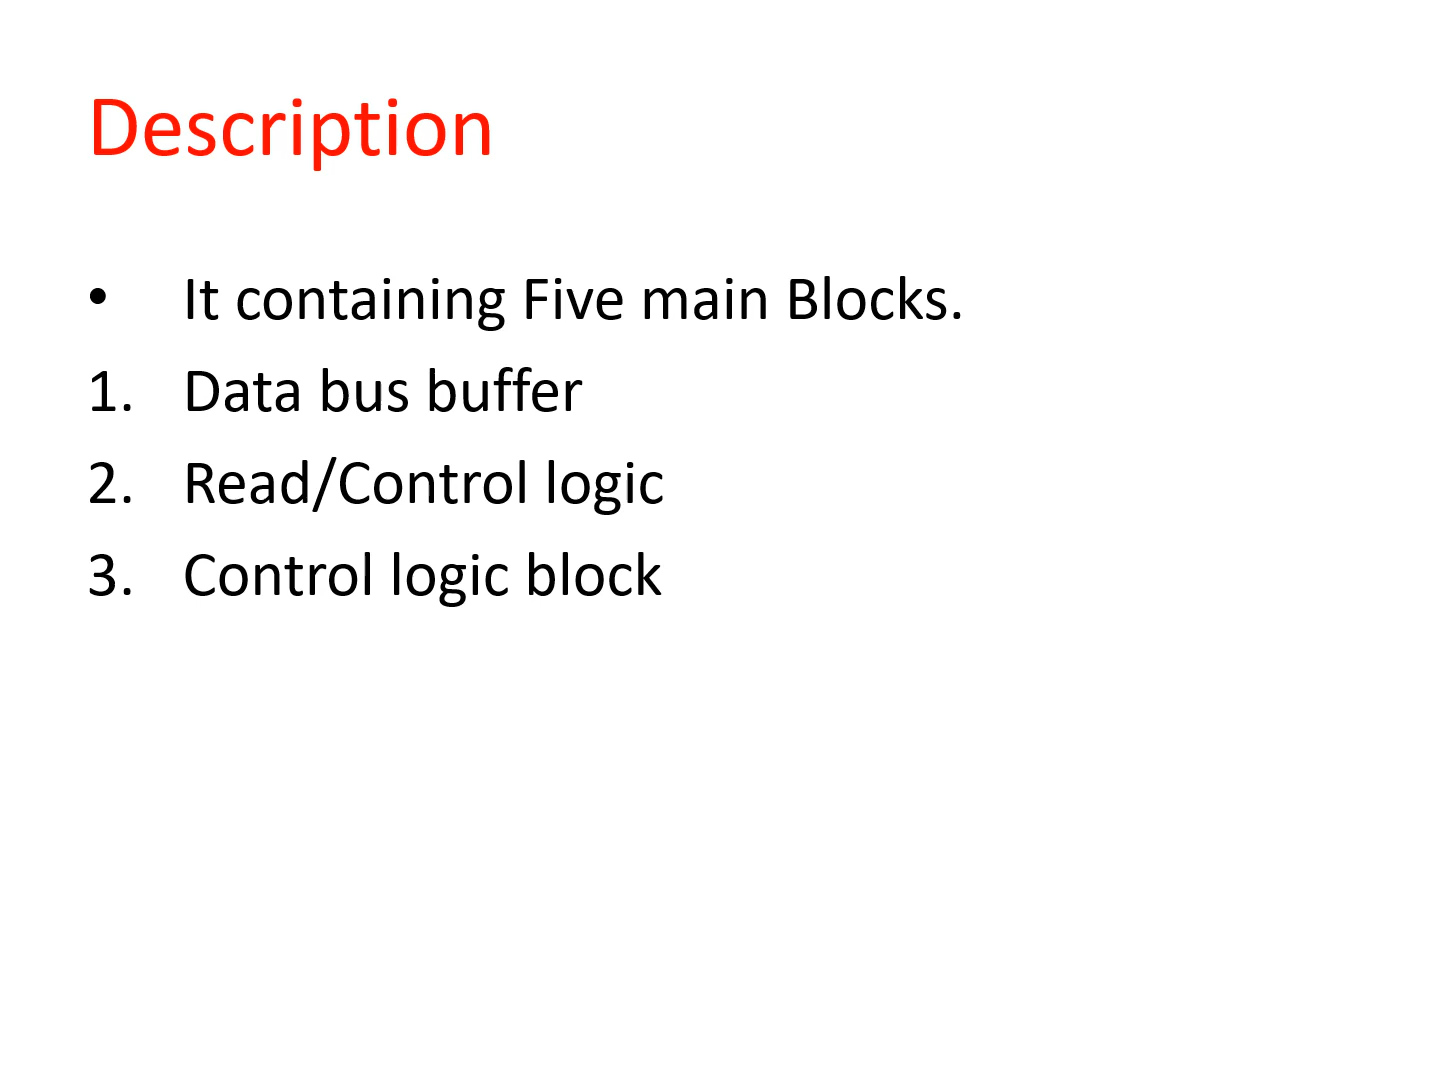 Description
• It containing Five main Blocks.
1. Data bus buffer
2. Read/Control logic
3. Control logic block